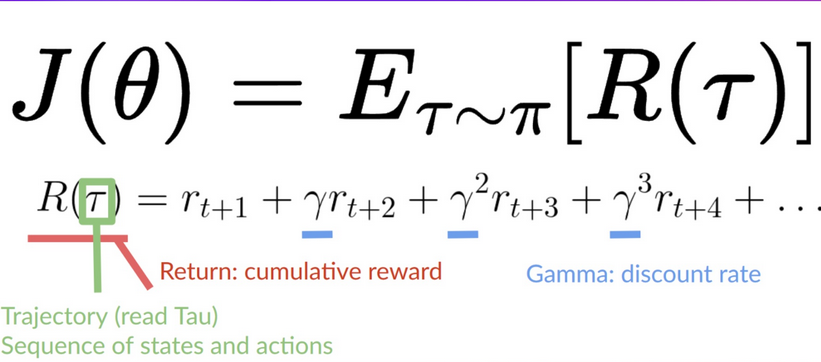 J(θ) = E_{τ∼π}[R(τ)]
R(τ) = r_{t+1} + γr_{t+2} + γ²r_{t+3} + γ³r_{t+4} + ...
Return: cumulative reward
Gamma: discount rate
Trajectory (read Tau)
Sequence of states and actions